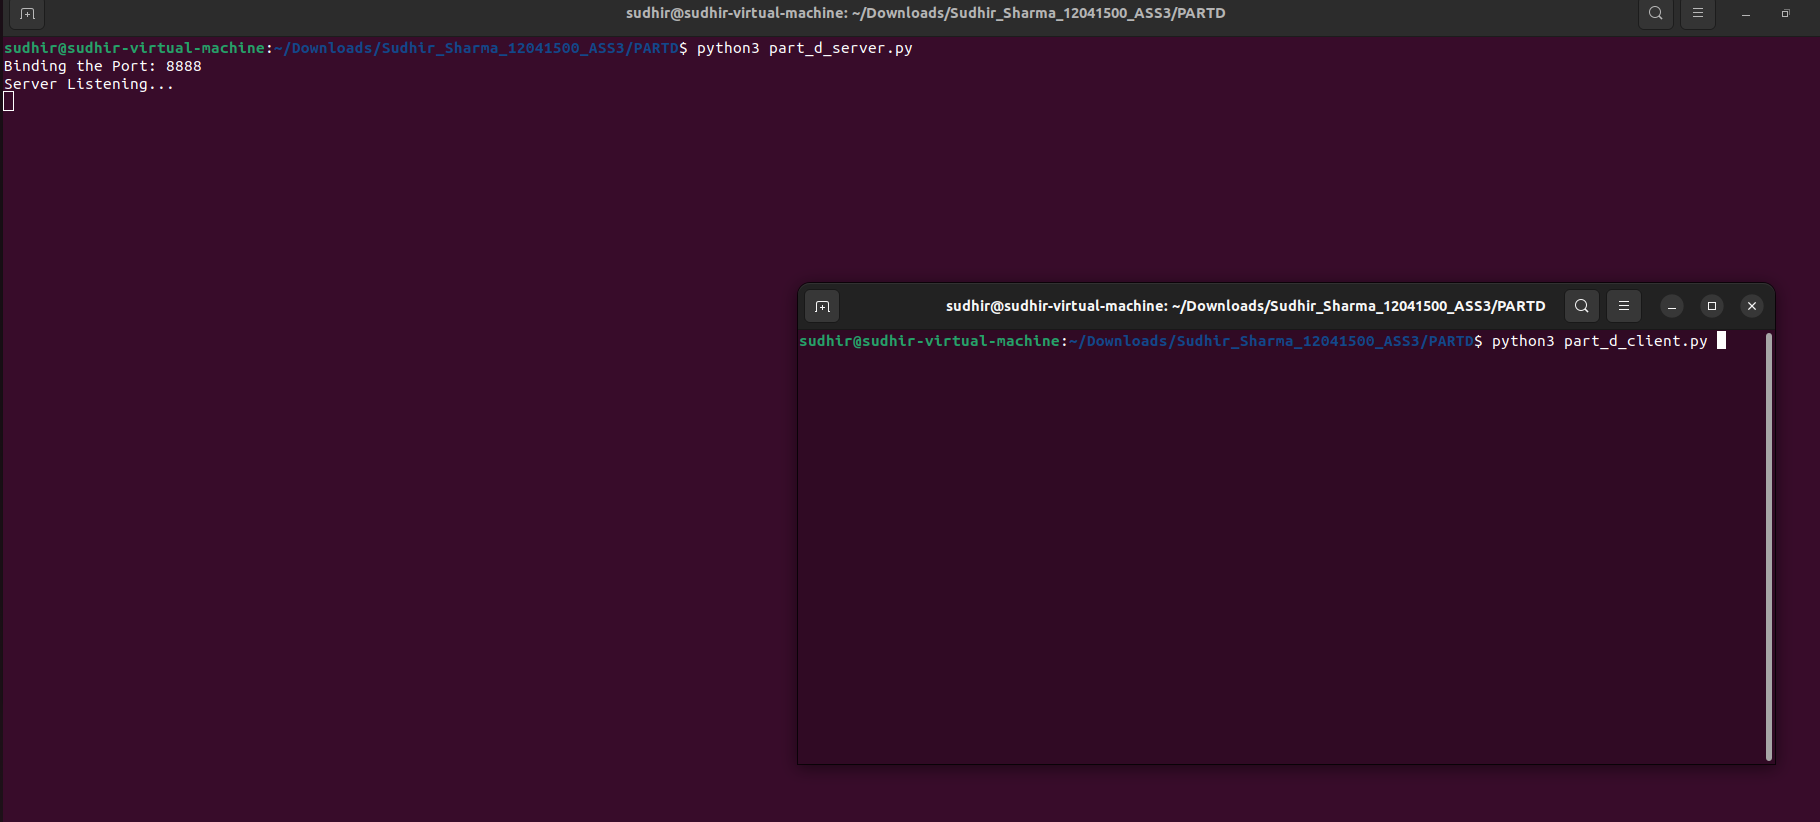 sudhir@sudhir-virtual-machine: ~/Downloads/Sudhir_Sharma_12041500_ASS3/PARTD
sudhir@sudhir-virtual-machine:~/Downloads/Sudhir_Sharma_12041500_ASS3/PARTD$ python3 part_d_server.py
Binding the Port: 8888
Server Listening...
sudhir@sudhir-virtual-machine: ~/Downloads/Sudhir_Sharma_12041500_ASS3/PARTD
sudhir@sudhir-virtual-machine:~/Downloads/Sudhir_Sharma_12041500_ASS3/PARTD$ python3 part_d_client.py